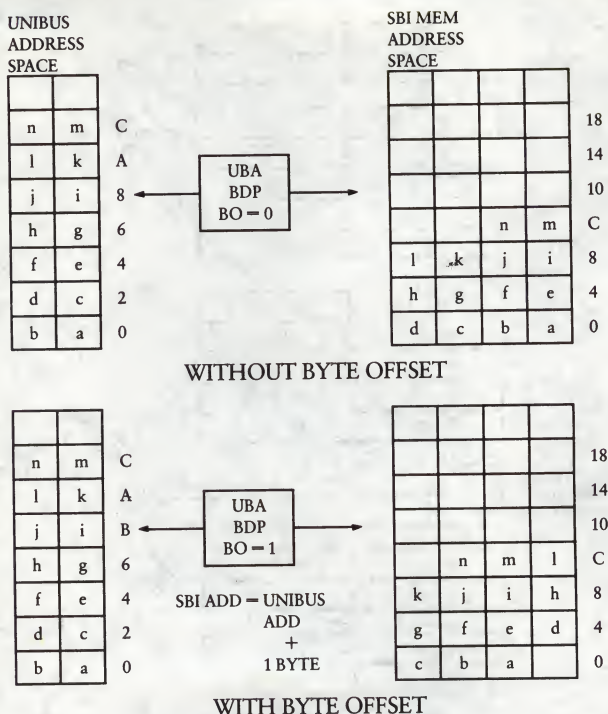 UNIBUS
ADDRESS
SPACE
SBI MEM
ADDRESS
SPACE
n m C
l k A
j i 8
h g 6
f e 4
d c 2
b a 0
UBA
BDP
BO = 0
18
14
10
n m C
l k j i 8
h g f e 4
d c b a 0
WITHOUT BYTE OFFSET
n m C
l k A
j i B
h g 6
f e 4
d c 2
b a 0
UBA
BDP
BO = 1
SBI ADD = UNIBUS
ADD
+
1 BYTE
18
14
10
n m l C
k j i h 8
g f e d 4
c b a 0
WITH BYTE OFFSET